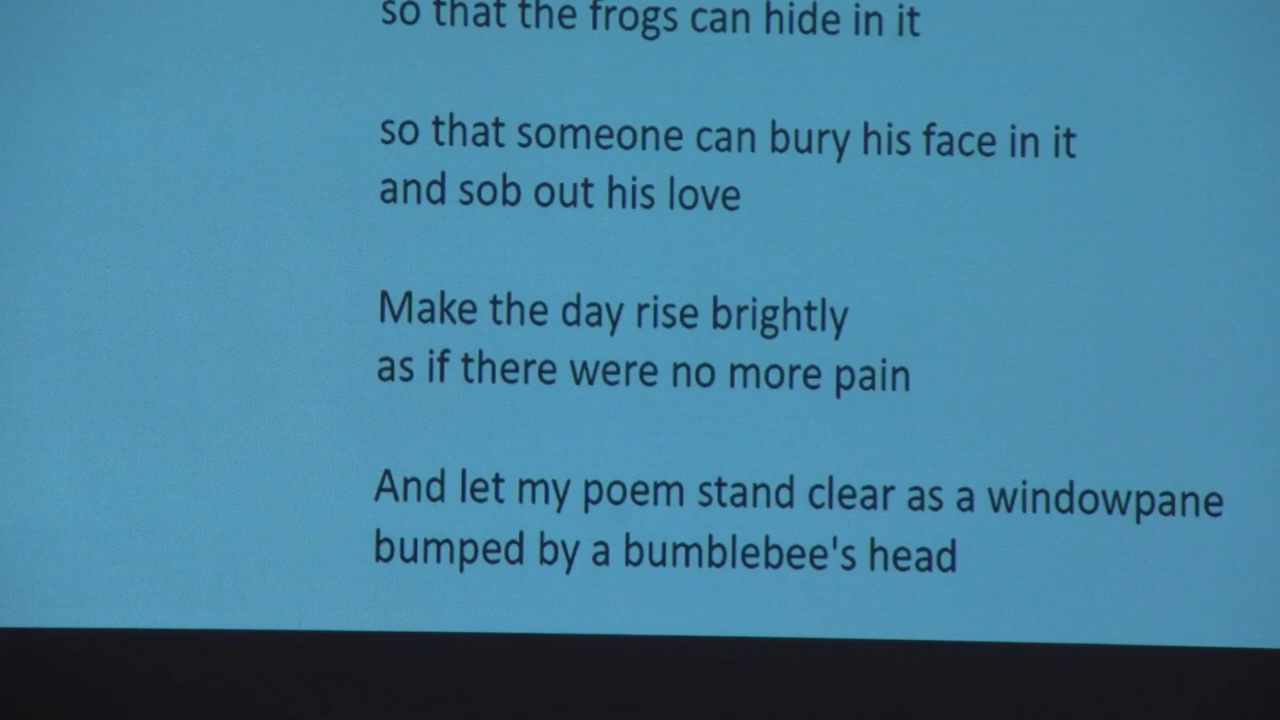 so that the frogs can hide in it
so that someone can bury his face in it
and sob out his love
Make the day rise brightly
as if there were no more pain
And let my poem stand clear as a windowpane
bumped by a bumblebee's head